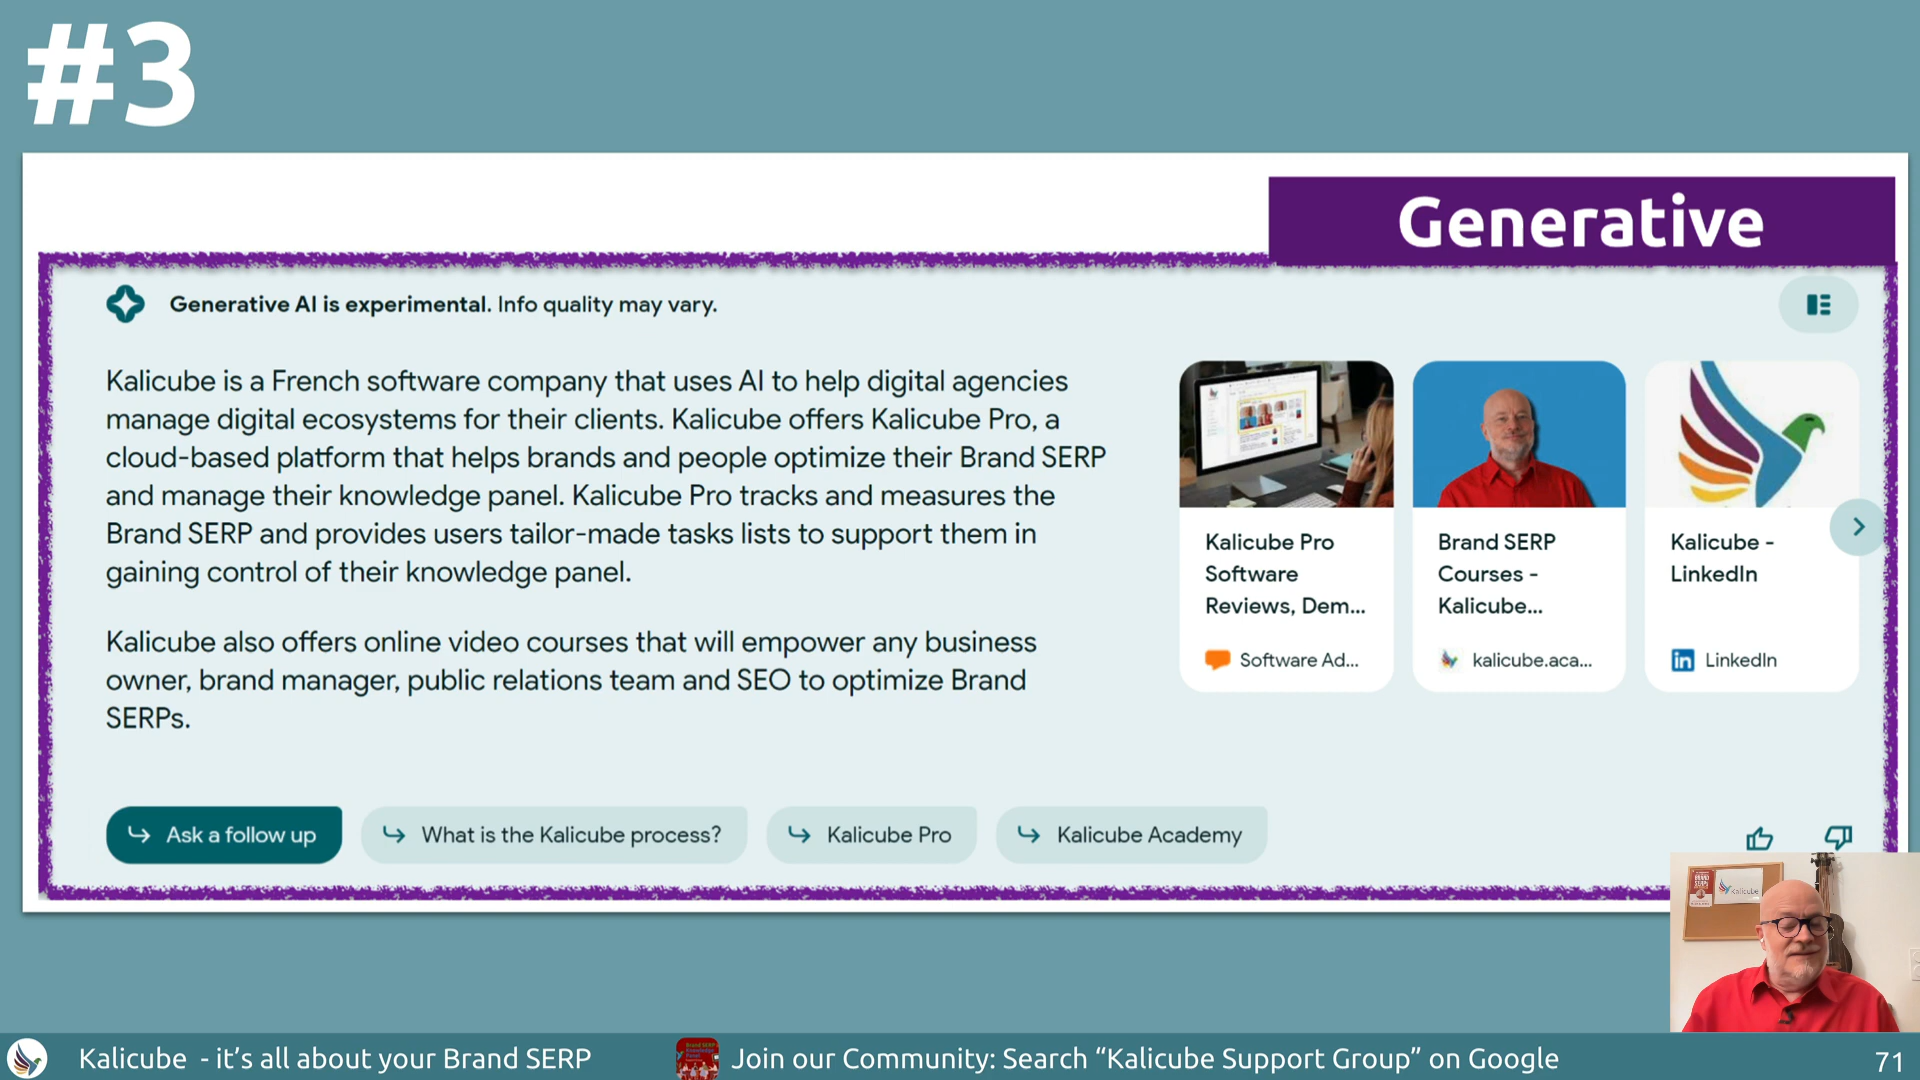 #3
Generative
Generative AI is experimental. Info quality may vary.
Kalicube is a French software company that uses AI to help digital agencies
manage digital ecosystems for their clients. Kalicube offers Kalicube Pro, a
cloud-based platform that helps brands and people optimize their Brand SERP
and manage their knowledge panel. Kalicube Pro tracks and measures the
Brand SERP and provides users tailor-made tasks lists to support them in
gaining control of their knowledge panel.
Kalicube also offers online video courses that will empower any business
owner, brand manager, public relations team and SEO to optimize Brand
SERPs.
Kalicube Pro
Software
Reviews, Dem...
Software Ad...
Brand SERP
Courses -
Kalicube...
kalicube.aca...
Kalicube -
LinkedIn
in LinkedIn
Ask a follow up
What is the Kalicube process?
Kalicube Pro
Kalicube Academy
Kalicube
Kalicube - it's all about your Brand SERP
Join our Community: Search "Kalicube Support Group" on Google
71